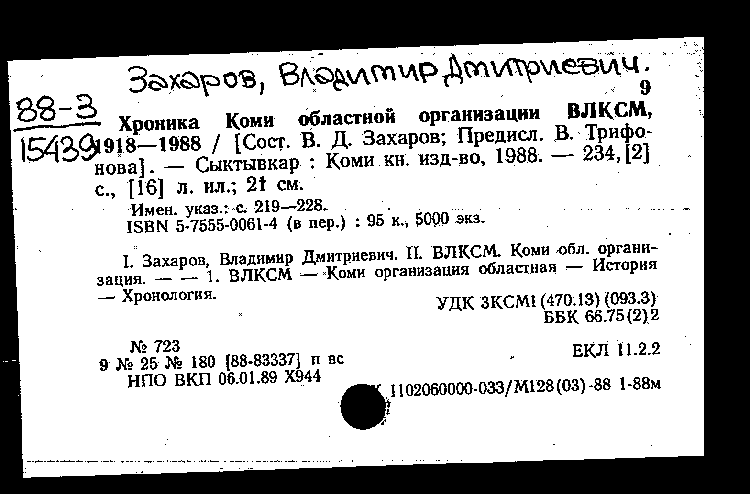 Захаров, Владимир Дмитриевич.
9
88-3
15439
Хроника Коми областной организации ВЛКСМ,
1918—1988 / [Сост. В. Д. Захаров; Предисл. В. Трифо-
нова]. — Сыктывкар : Коми кн. изд-во, 1988. — 234, [2]
с., [16] л. ил.; 21 см.
Имен. указ.: с. 219—228.
ISBN 5-7555-0061-4 (в пер.) : 95 к., 5000 экз.
I. Захаров, Владимир Дмитриевич. II. ВЛКСМ. Коми обл. органи-
зация. — — 1. ВЛКСМ — Коми организация областная — История
— Хронология.
УДК ЗКСМ1 (470.13) (093.3)
ББК 66.75(2)2
№ 723
9 № 25 № 180 [88-83337] п вс
ЕКЛ 11.2.2
НПО ВКП 06.01.89 Х944
К 1102060000-033/М128(03)-88 1-88м